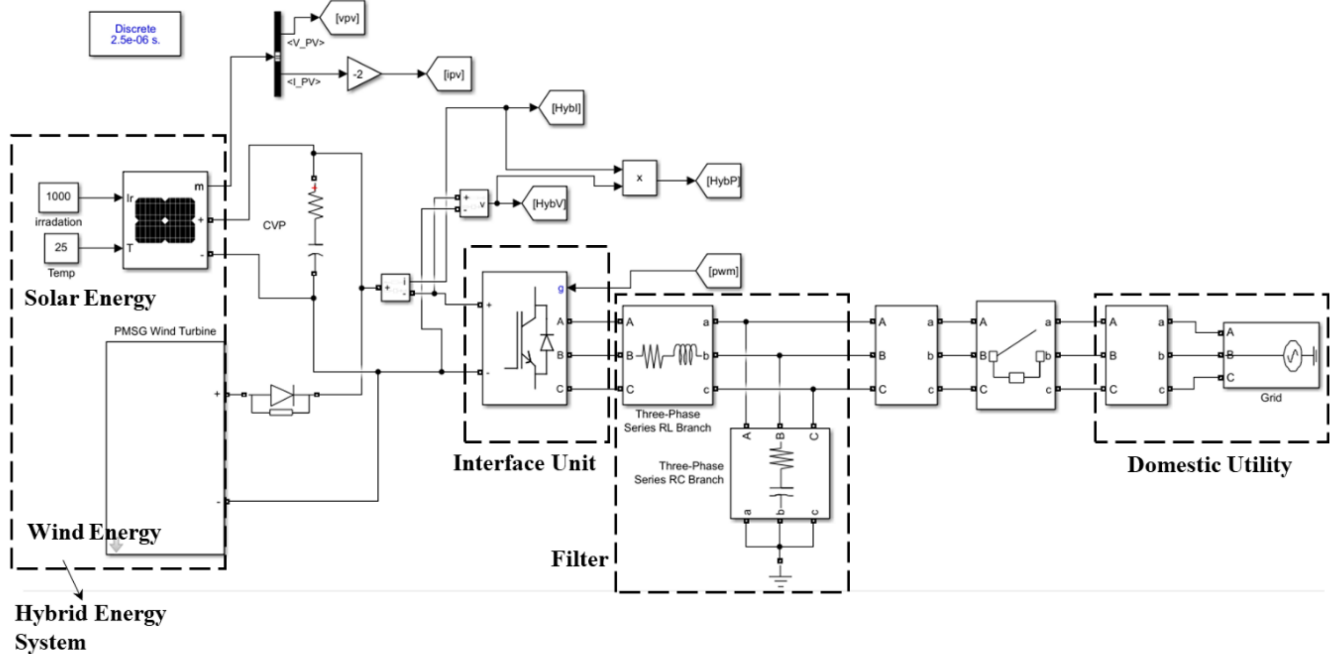 Discrete
2.5e-06 s.
[vpv]
<V_PV>
<I_PV>
-2
[ipv]
[HybI]
x
[HybP]
+
-
v
[HybV]
1000
irradiation
25
Temp
Ir
T
m
+
-
CVP
Solar Energy
+
i
-
[pwm]
g
+
-
A
B
C
A
B
C
a
b
c
Three-Phase
Series RL Branch
A
B
C
a
b
c
Three-Phase
Series RC Branch
A
B
C
a
b
c
A
B
C
a
b
c
A
B
C
a
b
c
A
B
C
Grid
PMSG Wind Turbine
+
-
Interface Unit
Domestic Utility
Wind Energy
Filter
Hybrid Energy
System